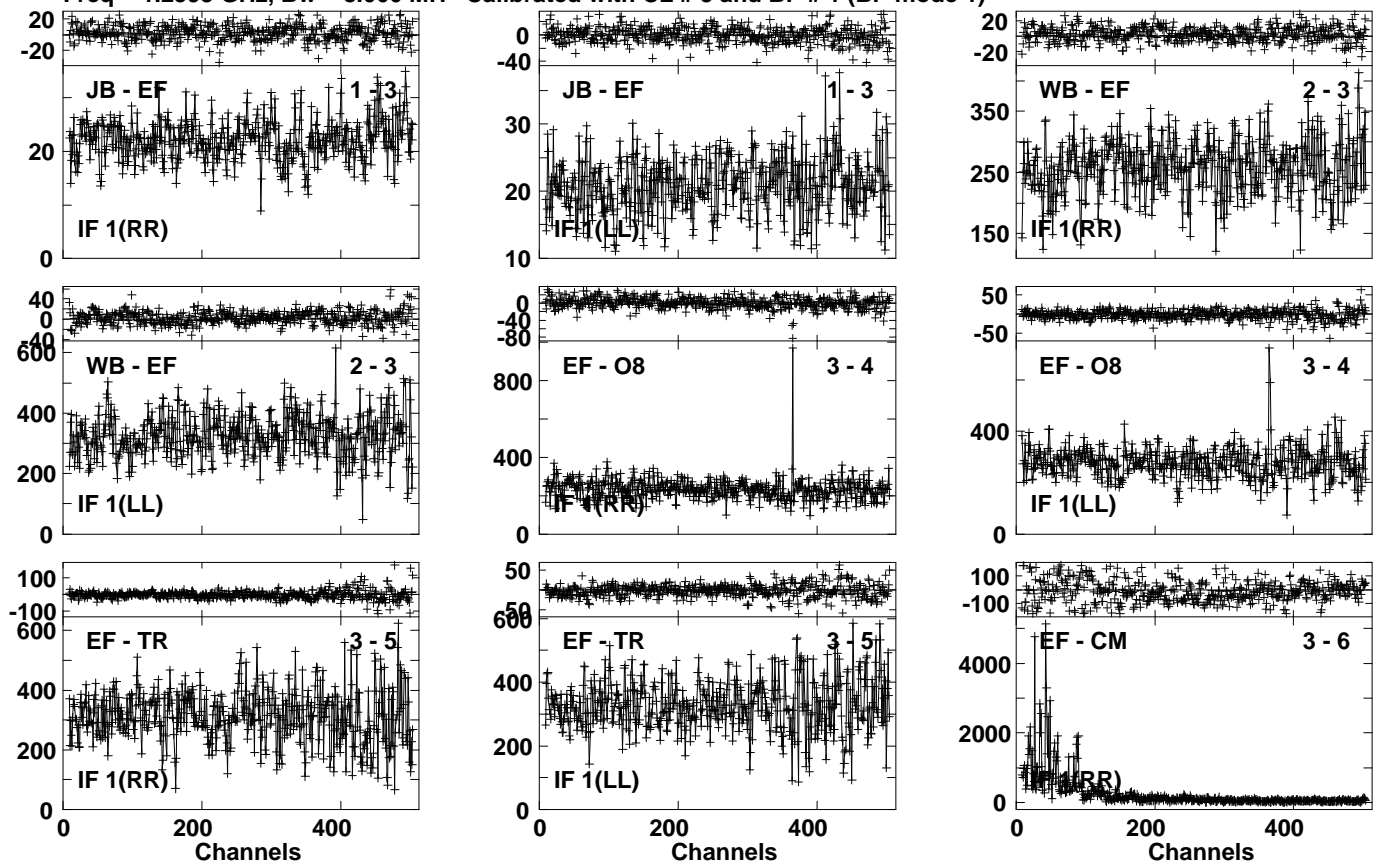 20
-20
JB - EF
1 - 3
20
IF 1(RR)
0
0
-40
JB - EF
1 - 3
30
20
IF 1(LL)
10
20
-20
WB - EF
2 - 3
350
250
150
IF 1(RR)
40
0
-40
600
WB - EF
2 - 3
400
200
IF 1(LL)
0
0
-40
-80
EF - O8
3 - 4
800
400
IF 1(RR)
0
50
-50
EF - O8
3 - 4
400
IF 1(LL)
0
100
-100
600
EF - TR
3 - 5
400
200
IF 1(RR)
0
50
-50
600
EF - TR
3 - 5
400
200
IF 1(LL)
0
100
-100
EF - CM
3 - 6
4000
2000
IF 1(RR)
0
0 200 400
Channels
0 200 400
Channels
0 200 400
Channels